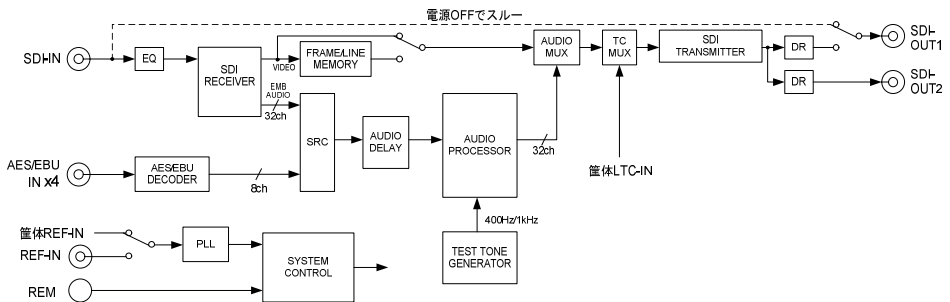 電源OFFでスルー
SDI-IN
EQ
SDI
RECEIVER
VIDEO
FRAME/LINE
MEMORY
EMB
AUDIO
32ch
AUDIO
MUX
TC
MUX
SDI
TRANSMITTER
DR
SDI-
OUT1
DR
SDI-
OUT2
AES/EBU
IN x4
AES/EBU
DECODER
8ch
SRC
AUDIO
DELAY
AUDIO
PROCESSOR
32ch
筐体LTC-IN
400Hz/1kHz
TEST TONE
GENERATOR
筐体REF-IN
REF-IN
PLL
REM
SYSTEM
CONTROL